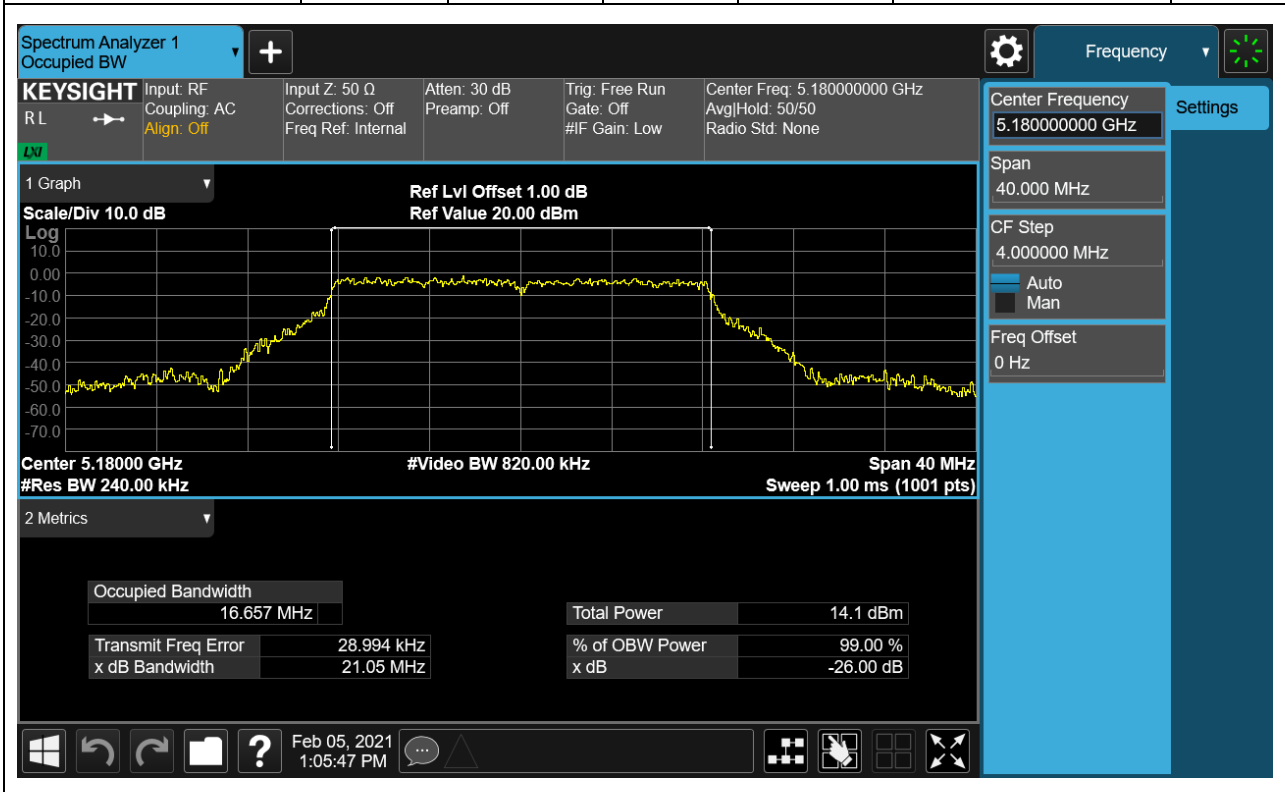 Spectrum Analyzer 1
Occupied BW
+
Frequency
KEYSIGHT
R L
LXI
Input: RF
Coupling: AC
Align: Off
Input Z: 50 Ω
Corrections: Off
Freq Ref: Internal
Atten: 30 dB
Preamp: Off
Trig: Free Run
Gate: Off
#IF Gain: Low
Center Freq: 5.180000000 GHz
Avg|Hold: 50/50
Radio Std: None
Center Frequency
5.180000000 GHz
Settings
Span
40.000 MHz
CF Step
4.000000 MHz
Auto
Man
Freq Offset
0 Hz
1 Graph
Scale/Div 10.0 dB
Ref Lvl Offset 1.00 dB
Ref Value 20.00 dBm
Log
10.0
0.00
-10.0
-20.0
-30.0
-40.0
-50.0
-60.0
-70.0
Center 5.18000 GHz
#Video BW 820.00 kHz
Span 40 MHz
#Res BW 240.00 kHz
Sweep 1.00 ms (1001 pts)
2 Metrics
Occupied Bandwidth
16.657 MHz
Total Power 14.1 dBm
Transmit Freq Error 28.994 kHz
% of OBW Power 99.00 %
x dB Bandwidth 21.05 MHz
x dB -26.00 dB
?
Feb 05, 2021
1:05:47 PM